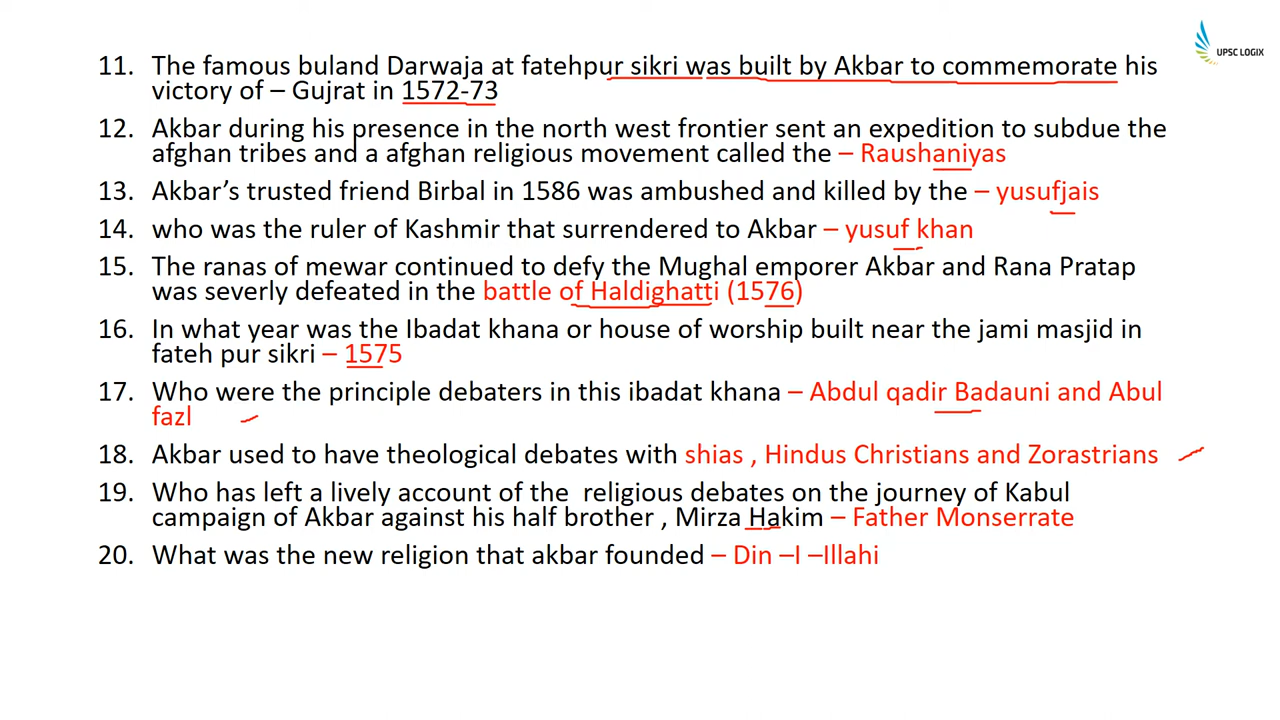 UPSC LOGIX
11. The famous buland Darwaja at fatehpur sikri was built by Akbar to commemorate his
victory of – Gujrat in 1572-73
12. Akbar during his presence in the north west frontier sent an expedition to subdue the
afghan tribes and a afghan religious movement called the – Raushaniyas
13. Akbar's trusted friend Birbal in 1586 was ambushed and killed by the – yusufjais
14. who was the ruler of Kashmir that surrendered to Akbar – yusuf khan
15. The ranas of mewar continued to defy the Mughal emporer Akbar and Rana Pratap
was severly defeated in the battle of Haldighatti (1576)
16. In what year was the Ibadat khana or house of worship built near the jami masjid in
fateh pur sikri – 1575
17. Who were the principle debaters in this ibadat khana – Abdul qadir Badauni and Abul
fazl
18. Akbar used to have theological debates with shias , Hindus Christians and Zorastrians
19. Who has left a lively account of the religious debates on the journey of Kabul
campaign of Akbar against his half brother , Mirza Hakim – Father Monserrate
20. What was the new religion that akbar founded – Din –I –Illahi